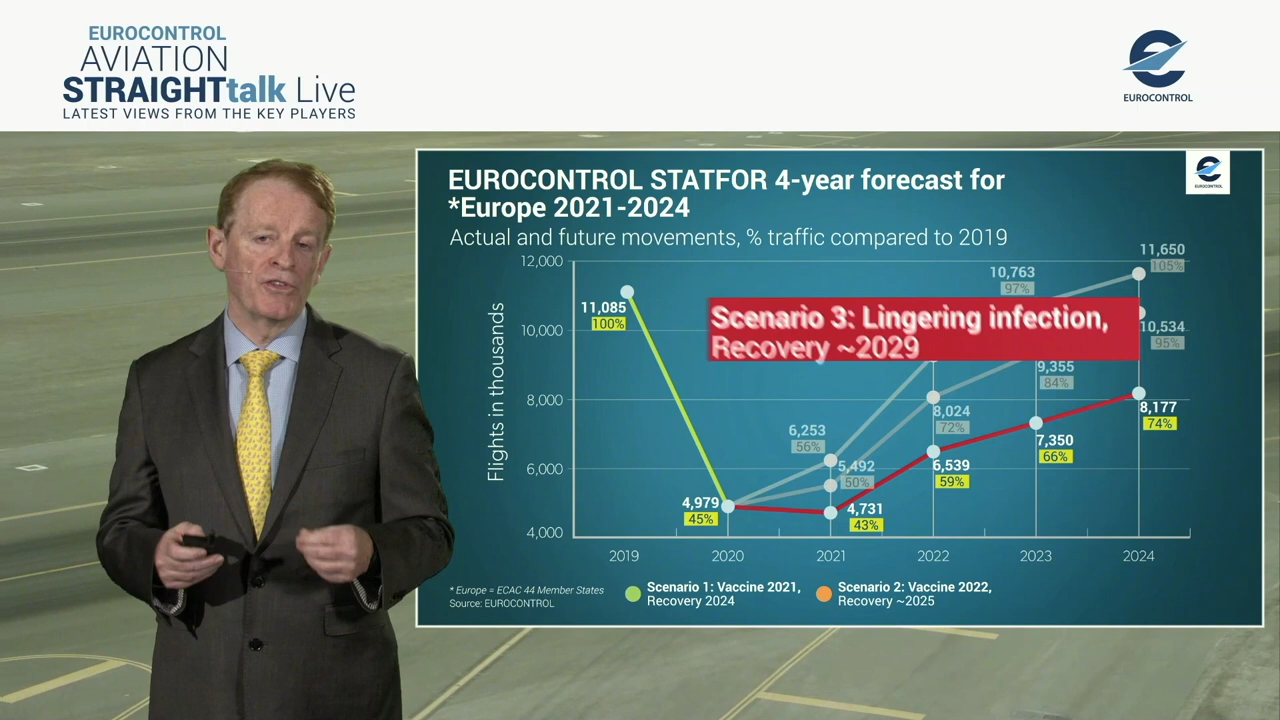 EUROCONTROL
AVIATION
STRAIGHTtalk Live
LATEST VIEWS FROM THE KEY PLAYERS
EUROCONTROL
EUROCONTROL STATFOR 4-year forecast for
*Europe 2021-2024
EUROCONTROL
Actual and future movements, % traffic compared to 2019
Flights in thousands
12,000
10,000
8,000
6,000
4,000
11,085
100%
4,979
45%
6,253
56%
5,492
50%
4,731
43%
8,024
72%
6,539
59%
10,763
97%
9,355
84%
7,350
66%
11,650
105%
10,534
95%
8,177
74%
Scenario 3: Lingering infection,
Recovery ~2029
2019 2020 2021 2022 2023 2024
* Europe = ECAC 44 Member States
Source: EUROCONTROL
Scenario 1: Vaccine 2021,
Recovery 2024
Scenario 2: Vaccine 2022,
Recovery ~2025